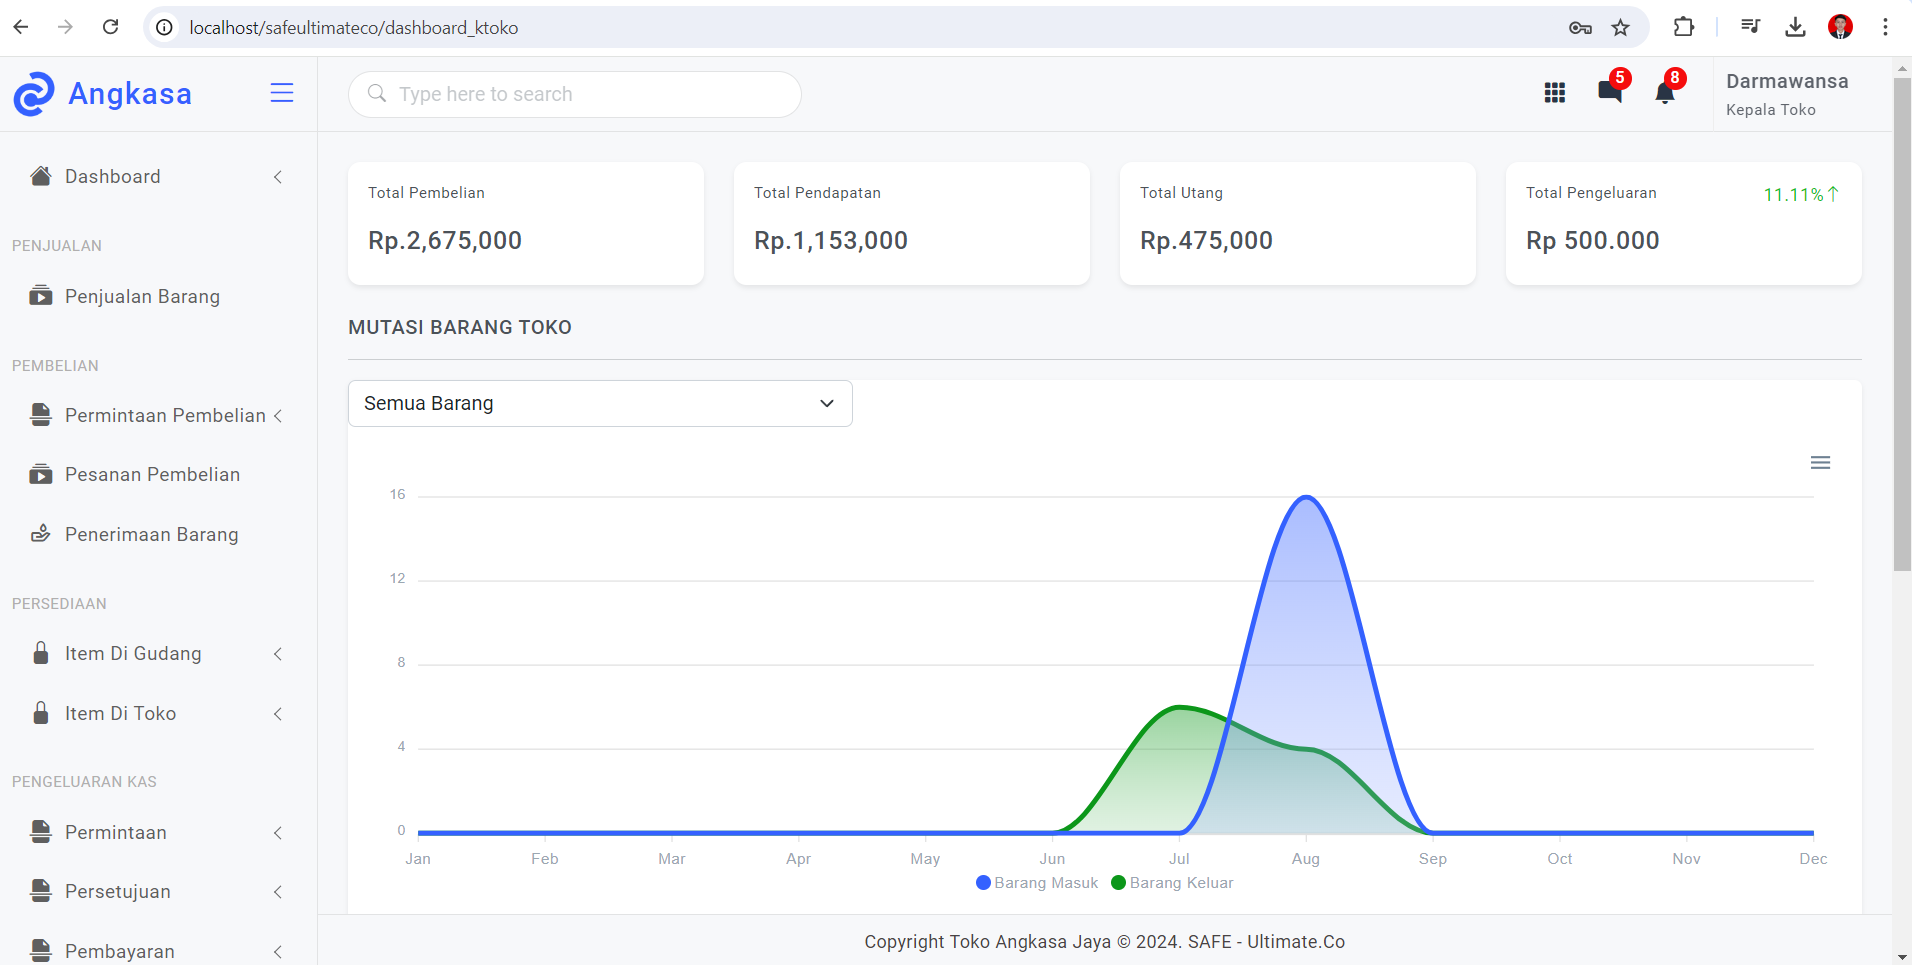 localhost/safeultimateco/dashboard_ktoko
Angkasa
Type here to search
5
8
Darmawansa
Kepala Toko
Dashboard
PENJUALAN
Penjualan Barang
PEMBELIAN
Permintaan Pembelian
Pesanan Pembelian
Penerimaan Barang
PERSEDIAAN
Item Di Gudang
Item Di Toko
PENGELUARAN KAS
Permintaan
Persetujuan
Pembayaran
Total Pembelian
Rp.2,675,000
Total Pendapatan
Rp.1,153,000
Total Utang
Rp.475,000
Total Pengeluaran
11.11%↑
Rp 500.000
MUTASI BARANG TOKO
Semua Barang
16
12
8
4
0
Jan Feb Mar Apr May Jun Jul Aug Sep Oct Nov Dec
Barang Masuk Barang Keluar
Copyright Toko Angkasa Jaya © 2024. SAFE - Ultimate.Co